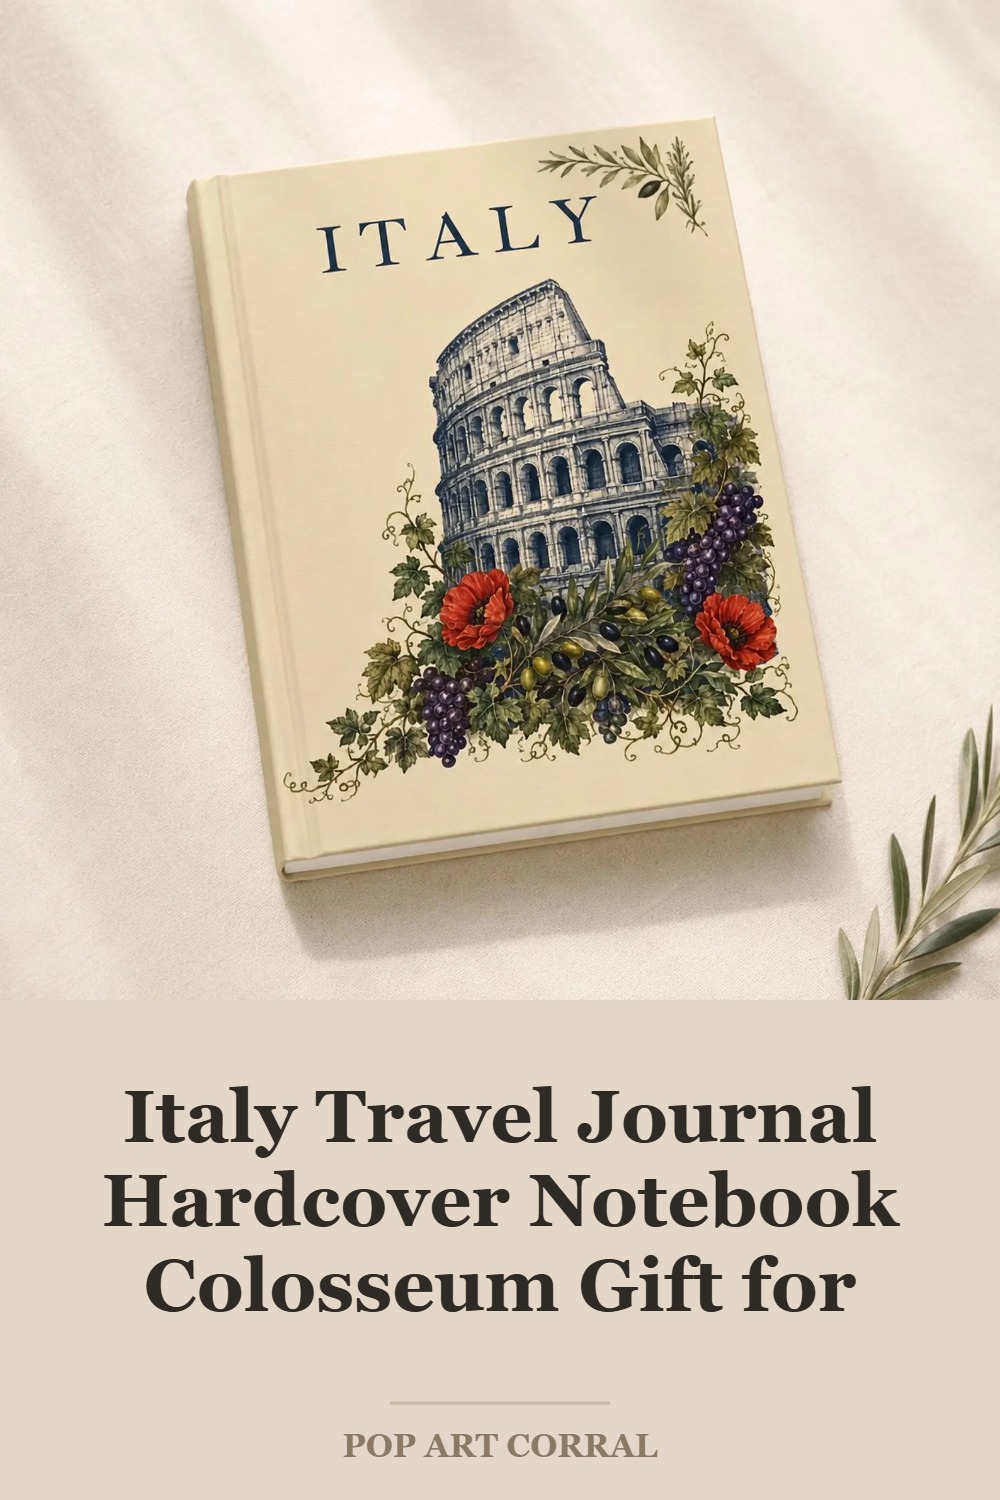 ITALY
Italy Travel Journal
Hardcover Notebook
Colosseum Gift for
POP ART CORRAL